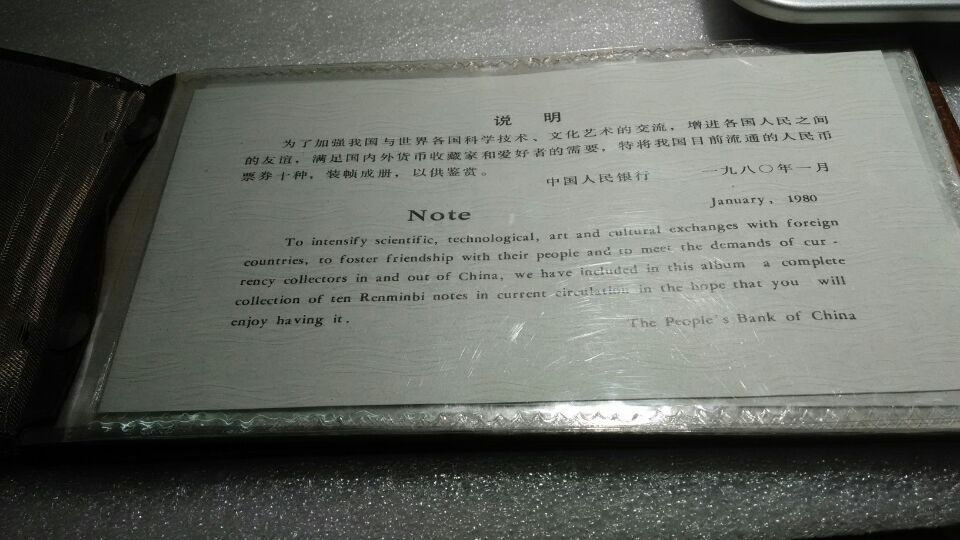 说 明
为了加强我国与世界各国科学技术、文化艺术的交流，增进各国人民之间
的友谊，满足国内外货币收藏家和爱好者的需要，特将我国目前流通的人民币
票券十种，装帧成册，以供鉴赏。
中国人民银行 一九八〇年一月
January, 1980
Note
To intensify scientific, technological, art and cultural exchanges with foreign
countries, to foster friendship with their people and to meet the demands of cur -
rency collectors in and out of China, we have included in this album a complete
collection of ten Renminbi notes in current circulation in the hope that you will
enjoy having it.
The People's Bank of China